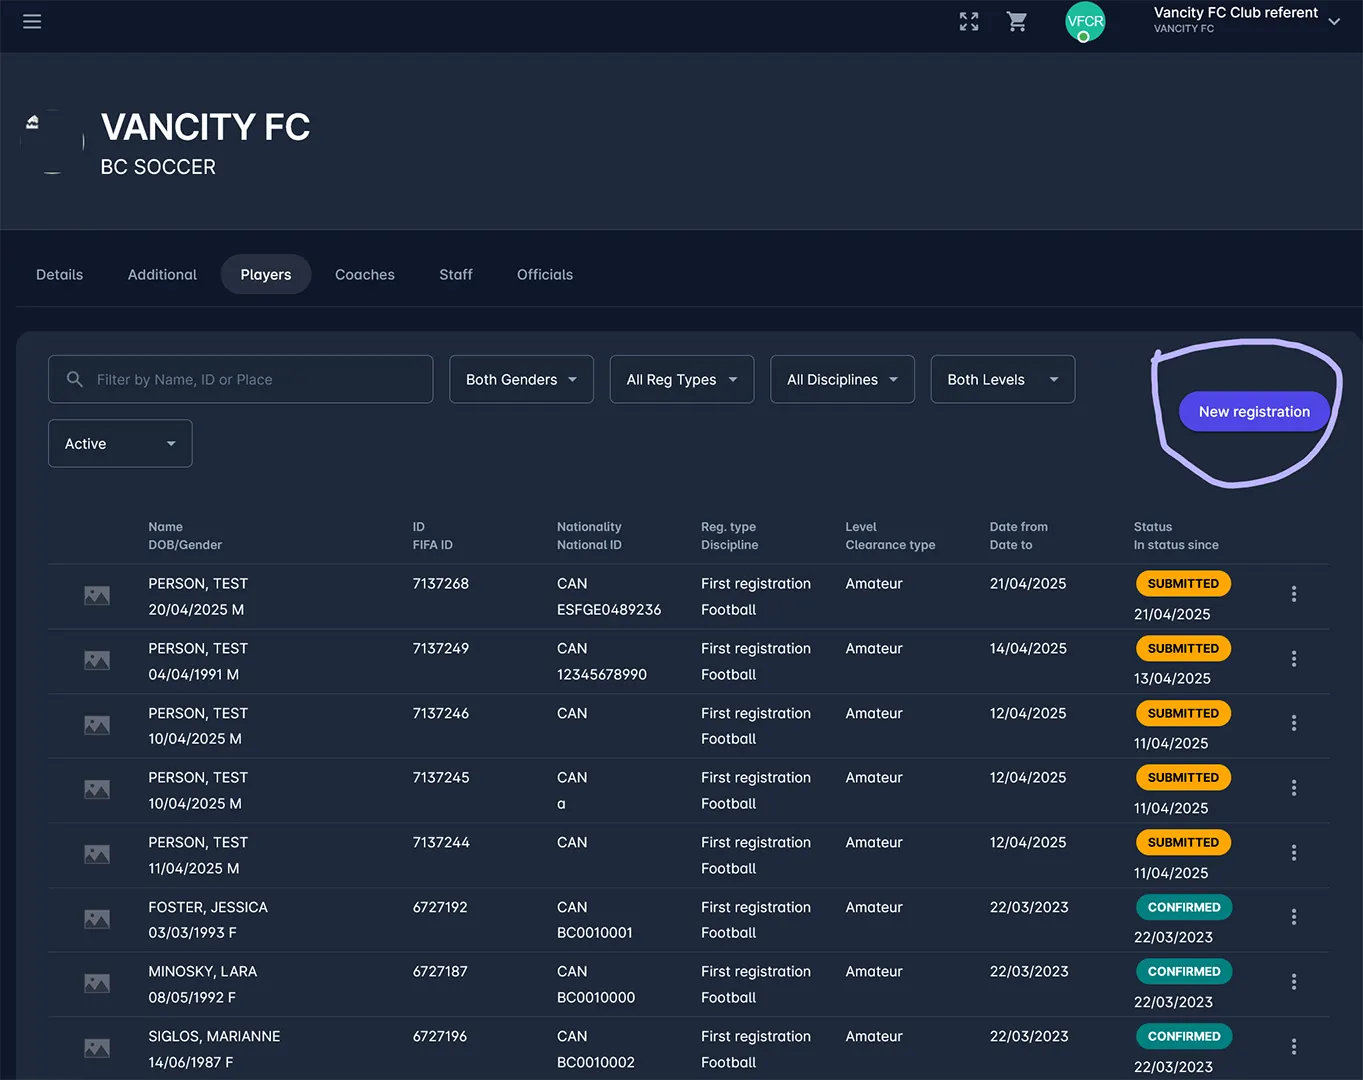 VFCR
Vancity FC Club referent
VANCITY FC
VANCITY FC
BC SOCCER
Details Additional Players Coaches Staff Officials
Filter by Name, ID or Place Both Genders All Reg Types All Disciplines Both Levels
New registration
Active
Name ID Nationality Reg. type Level Date from Status
DOB/Gender FIFA ID National ID Discipline Clearance type Date to In status since
PERSON, TEST 7137268 CAN First registration Amateur 21/04/2025 SUBMITTED
20/04/2025 M ESFGE0489236 Football 21/04/2025
PERSON, TEST 7137249 CAN First registration Amateur 14/04/2025 SUBMITTED
04/04/1991 M 12345678990 Football 13/04/2025
PERSON, TEST 7137246 CAN First registration Amateur 12/04/2025 SUBMITTED
10/04/2025 M Football 11/04/2025
PERSON, TEST 7137245 CAN First registration Amateur 12/04/2025 SUBMITTED
10/04/2025 M a Football 11/04/2025
PERSON, TEST 7137244 CAN First registration Amateur 12/04/2025 SUBMITTED
11/04/2025 M Football 11/04/2025
FOSTER, JESSICA 6727192 CAN First registration Amateur 22/03/2023 CONFIRMED
03/03/1993 F BC0010001 Football 22/03/2023
MINOSKY, LARA 6727187 CAN First registration Amateur 22/03/2023 CONFIRMED
08/05/1992 F BC0010000 Football 22/03/2023
SIGLOS, MARIANNE 6727196 CAN First registration Amateur 22/03/2023 CONFIRMED
14/06/1987 F BC0010002 Football 22/03/2023